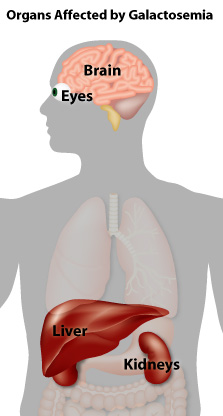 Organs Affected by Galactosemia
Brain
Eyes
Liver
Kidneys